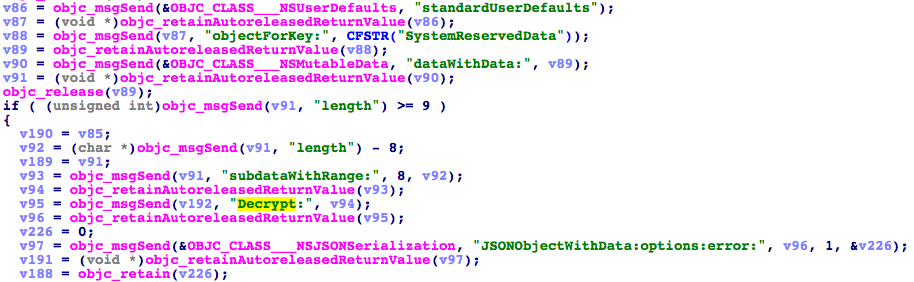 v86 = objc_msgSend(&OBJC_CLASS___NSUserDefaults, "standardUserDefaults");
v87 = (void *)objc_retainAutoreleasedReturnValue(v86);
v88 = objc_msgSend(v87, "objectForKey:", CFSTR("SystemReservedData"));
v89 = objc_retainAutoreleasedReturnValue(v88);
v90 = objc_msgSend(&OBJC_CLASS___NSMutableData, "dataWithData:", v89);
v91 = (void *)objc_retainAutoreleasedReturnValue(v90);
objc_release(v89);
if ( (unsigned int)objc_msgSend(v91, "length") >= 9 )
{
v190 = v85;
v92 = (char *)objc_msgSend(v91, "length") - 8;
v189 = v91;
v93 = objc_msgSend(v91, "subdataWithRange:", 8, v92);
v94 = objc_retainAutoreleasedReturnValue(v93);
v95 = objc_msgSend(v192, "Decrypt:", v94);
v96 = objc_retainAutoreleasedReturnValue(v95);
v226 = 0;
v97 = objc_msgSend(&OBJC_CLASS___NSJSONSerialization, "JSONObjectWithData:options:error:", v96, 1, &v226);
v191 = (void *)objc_retainAutoreleasedReturnValue(v97);
v188 = objc_retain(v226);